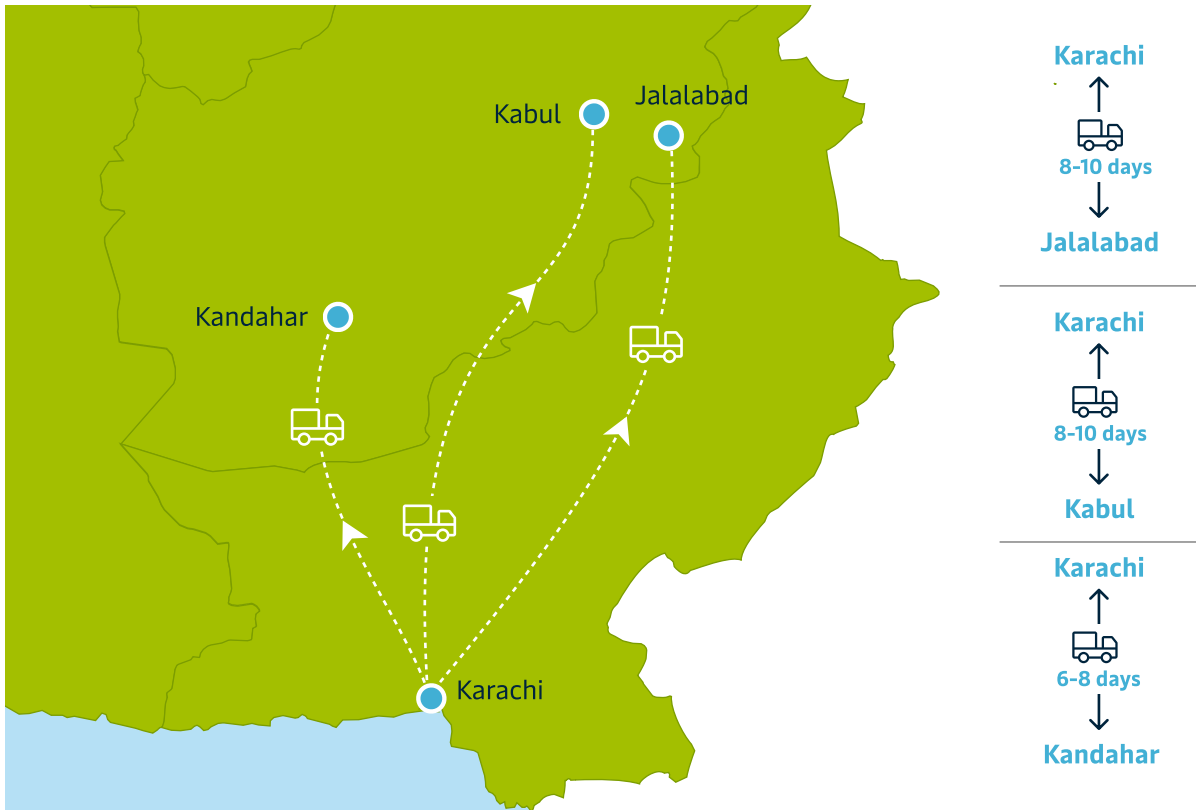 Kabul
Jalalabad
Kandahar
Karachi
Karachi
8-10 days
Jalalabad
Karachi
8-10 days
Kabul
Karachi
6-8 days
Kandahar